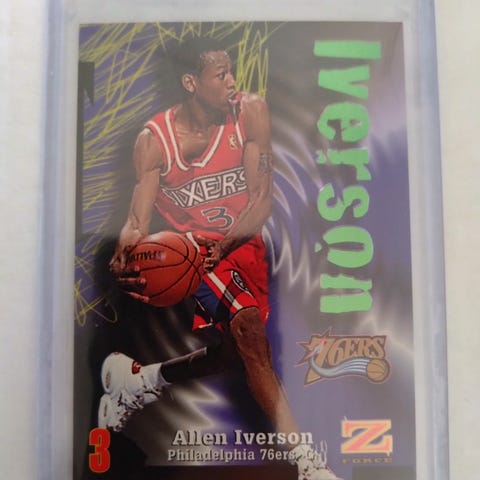 Iverson
SIXERS
3
76ERS
3
Allen Iverson
Philadelphia 76ers, G
Z
FORCE